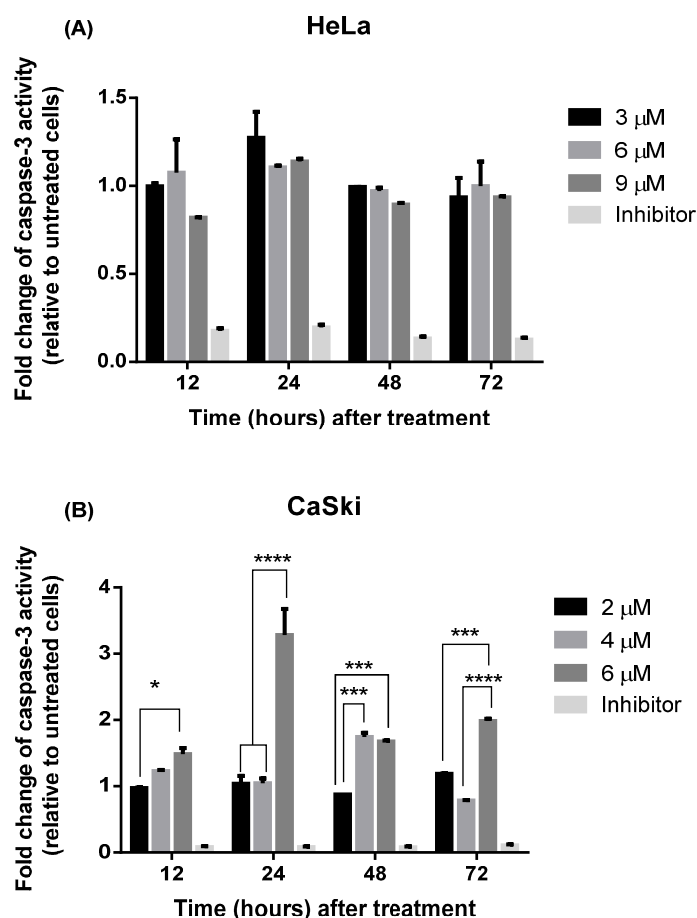 (A)
HeLa
Fold change of caspase-3 activity
(relative to untreated cells)
1.5
1.0
0.5
0.0
12 24 48 72
Time (hours) after treatment
3 μM
6 μM
9 μM
Inhibitor
(B)
CaSki
Fold change of caspase-3 activity
(relative to untreated cells)
4
3
2
1
0
*
****
***
***
***
****
12 24 48 72
Time (hours) after treatment
2 μM
4 μM
6 μM
Inhibitor